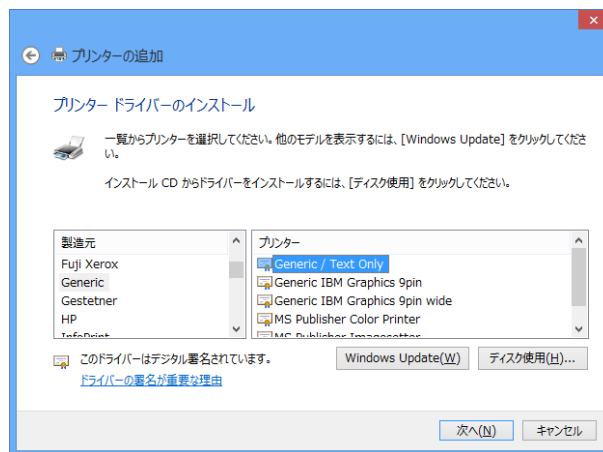 プリンターの追加
プリンター ドライバーのインストール
一覧からプリンターを選択してください。他のモデルを表示するには、[Windows Update] をクリックしてくださ
い。
インストール CD からドライバーをインストールするには、[ディスク使用] をクリックしてください。
製造元
Fuji Xerox
Generic
Gestetner
HP
InfoPrint
プリンター
Generic / Text Only
Generic IBM Graphics 9pin
Generic IBM Graphics 9pin wide
MS Publisher Color Printer
MS Publisher Imagesetter
このドライバーはデジタル署名されています。
ドライバーの署名が重要な理由
Windows Update(W)
ディスク使用(H)...
次へ(N)
キャンセル